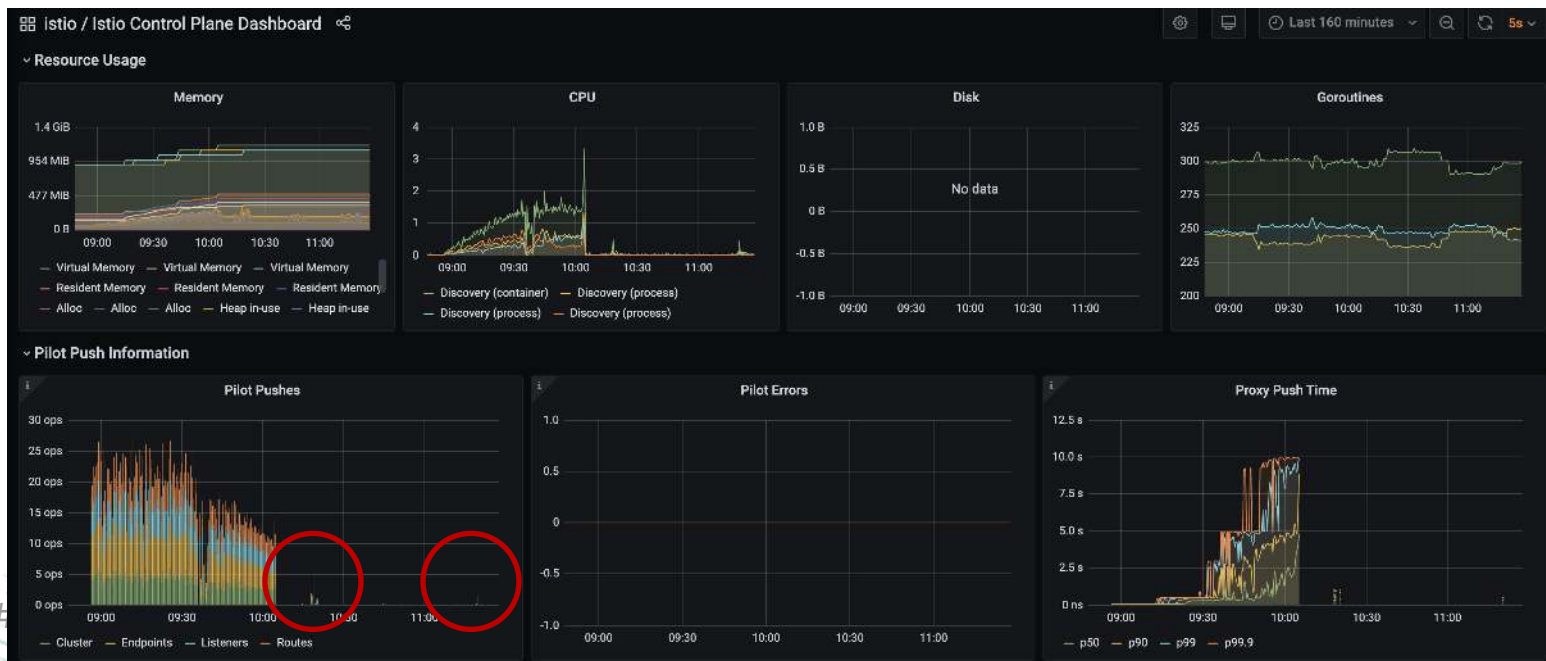 istio / Istio Control Plane Dashboard
Last 160 minutes
5s
Resource Usage
Memory
1.4 GiB
954 MiB
477 MiB
0 B
09:00 09:30 10:00 10:30 11:00
Virtual Memory Virtual Memory Virtual Memory
Resident Memory Resident Memory Resident Memory
Alloc Alloc Alloc Heap in-use Heap in-use
CPU
4
3
2
1
0
09:00 09:30 10:00 10:30 11:00
Discovery (container) Discovery (process)
Discovery (process) Discovery (process)
Disk
1.0 B
0.5 B
0 B
-0.5 B
-1.0 B
No data
09:00 09:30 10:00 10:30 11:00
Goroutines
325
300
275
250
225
200
09:00 09:30 10:00 10:30 11:00
Pilot Push Information
i
Pilot Pushes
30 ops
25 ops
20 ops
15 ops
10 ops
5 ops
0 ops
09:00 09:30 10:00 10:30 11:00
Cluster Endpoints Listeners Routes
i
Pilot Errors
1.0
0.5
0
-0.5
-1.0
09:00 09:30 10:00 10:30 11:00
i
Proxy Push Time
12.5 s
10.0 s
7.5 s
5.0 s
2.5 s
0 ns
09:00 09:30 10:00 10:30 11:00
p50 p90 p99 p99.9